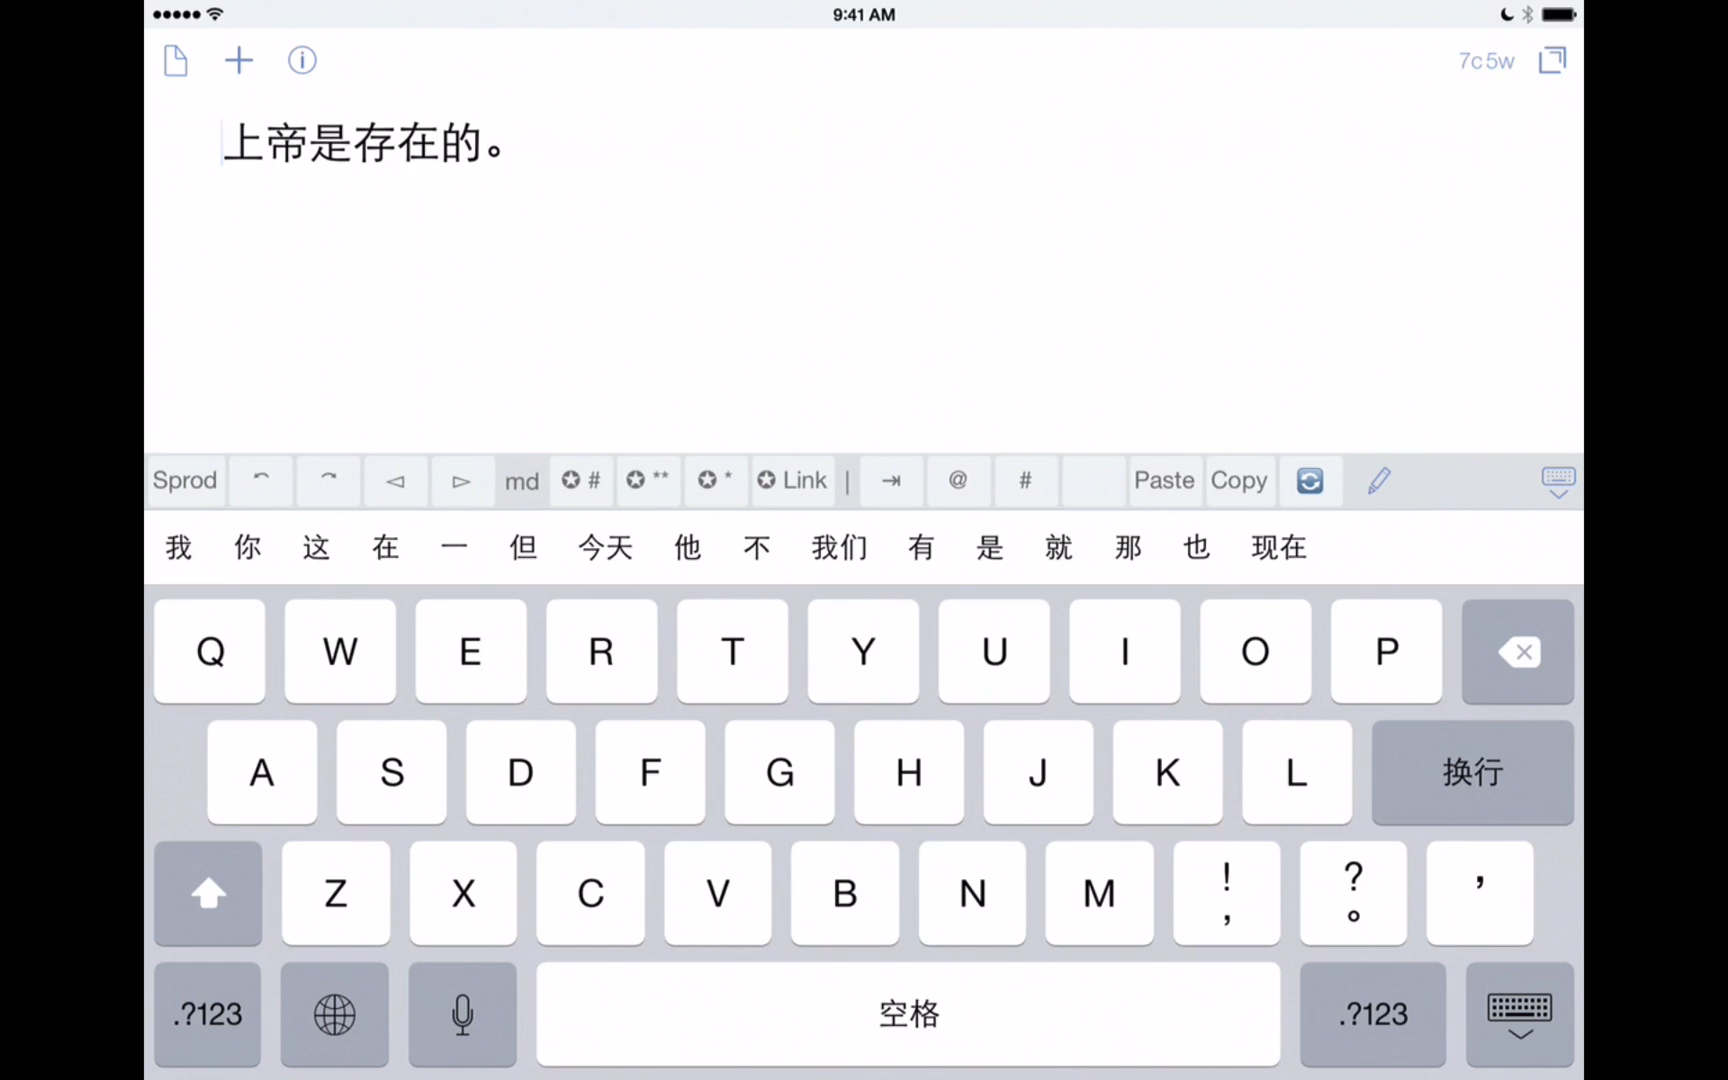 9:41 AM
7c 5w
上帝是存在的。
Sprod md ✪ # ✪ ** ✪ * ✪ Link | ⇥ @ # Paste Copy
我 你 这 在 一 但 今天 他 不 我们 有 是 就 那 也 现在
Q W E R T Y U I O P
A S D F G H J K L 换行
Z X C V B N M ! , ? 。 ’
.?123 空格 .?123